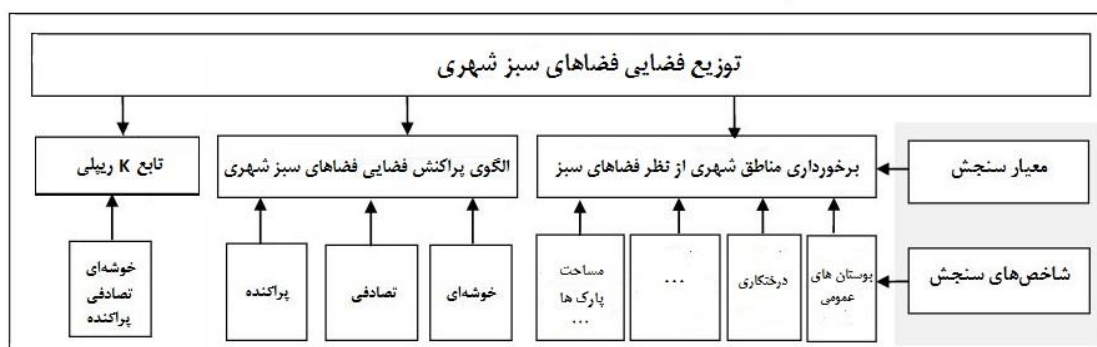 توزیع فضایی فضاهای سبز شهری
معیار سنجش
برخورداری مناطق شهری از نظر فضاهای سبز
الگوی پراکنش فضایی فضاهای سبز شهری
تابع K ریپلی
شاخص‌های سنجش
بوستان های
عمومی
درختکاری
...
مساحت
پارک ها
...
خوشه‌ای
تصادفی
پراکنده
خوشه‌ای
تصادفی
پراکنده